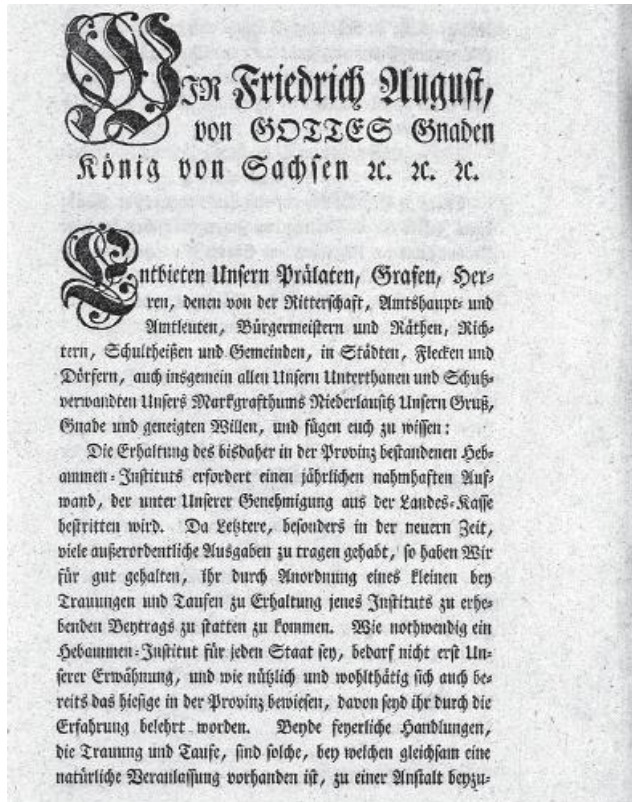 WIR Friedrich August,
von GOTTES Gnaden
König von Sachsen ꝛc. ꝛc. ꝛc.
Entbieten Unsern Prälaten, Grafen, Her-
ren, denen von der Ritterschaft, Amtshaupt- und
Amtleuten, Bürgermeistern und Räthen, Rich-
tern, Schultheißen und Gemeinden, in Städten, Flecken und
Dörfern, auch insgemein allen Unsern Unterthanen und Schutz-
verwandten Unsers Markgrafthums Niederlausitz Unsern Gruß,
Gnade und geneigten Willen, und fügen euch zu wissen:
Die Erhaltung des bisdaher in der Provinz bestandenen Heb-
ammen-Instituts erfordert einen jährlichen nahmhaften Auf-
wand, der unter Unserer Genehmigung aus der Landes-Kasse
bestritten wird. Da Letztere, besonders in der neuern Zeit,
viele außerordentliche Ausgaben zu tragen gehabt, so haben Wir
für gut gehalten, ihr durch Anordnung eines kleinen bey
Trauungen und Taufen zu Erhaltung jenes Instituts zu erhe-
benden Beytrags zu statten zu kommen. Wie nothwendig ein
Hebammen-Institut für jeden Staat sey, bedarf nicht erst Un-
serer Erwähnung, und wie nützlich und wohlthätig sich auch be-
reits das hiesige in der Provinz bewiesen, davon seyd ihr durch die
Erfahrung belehrt worden. Beyde feyerliche Handlungen,
die Trauung und Taufe, sind solche, bey welchen gleichsam eine
natürliche Veranlassung vorhanden ist, zu einer Anstalt beyzu-